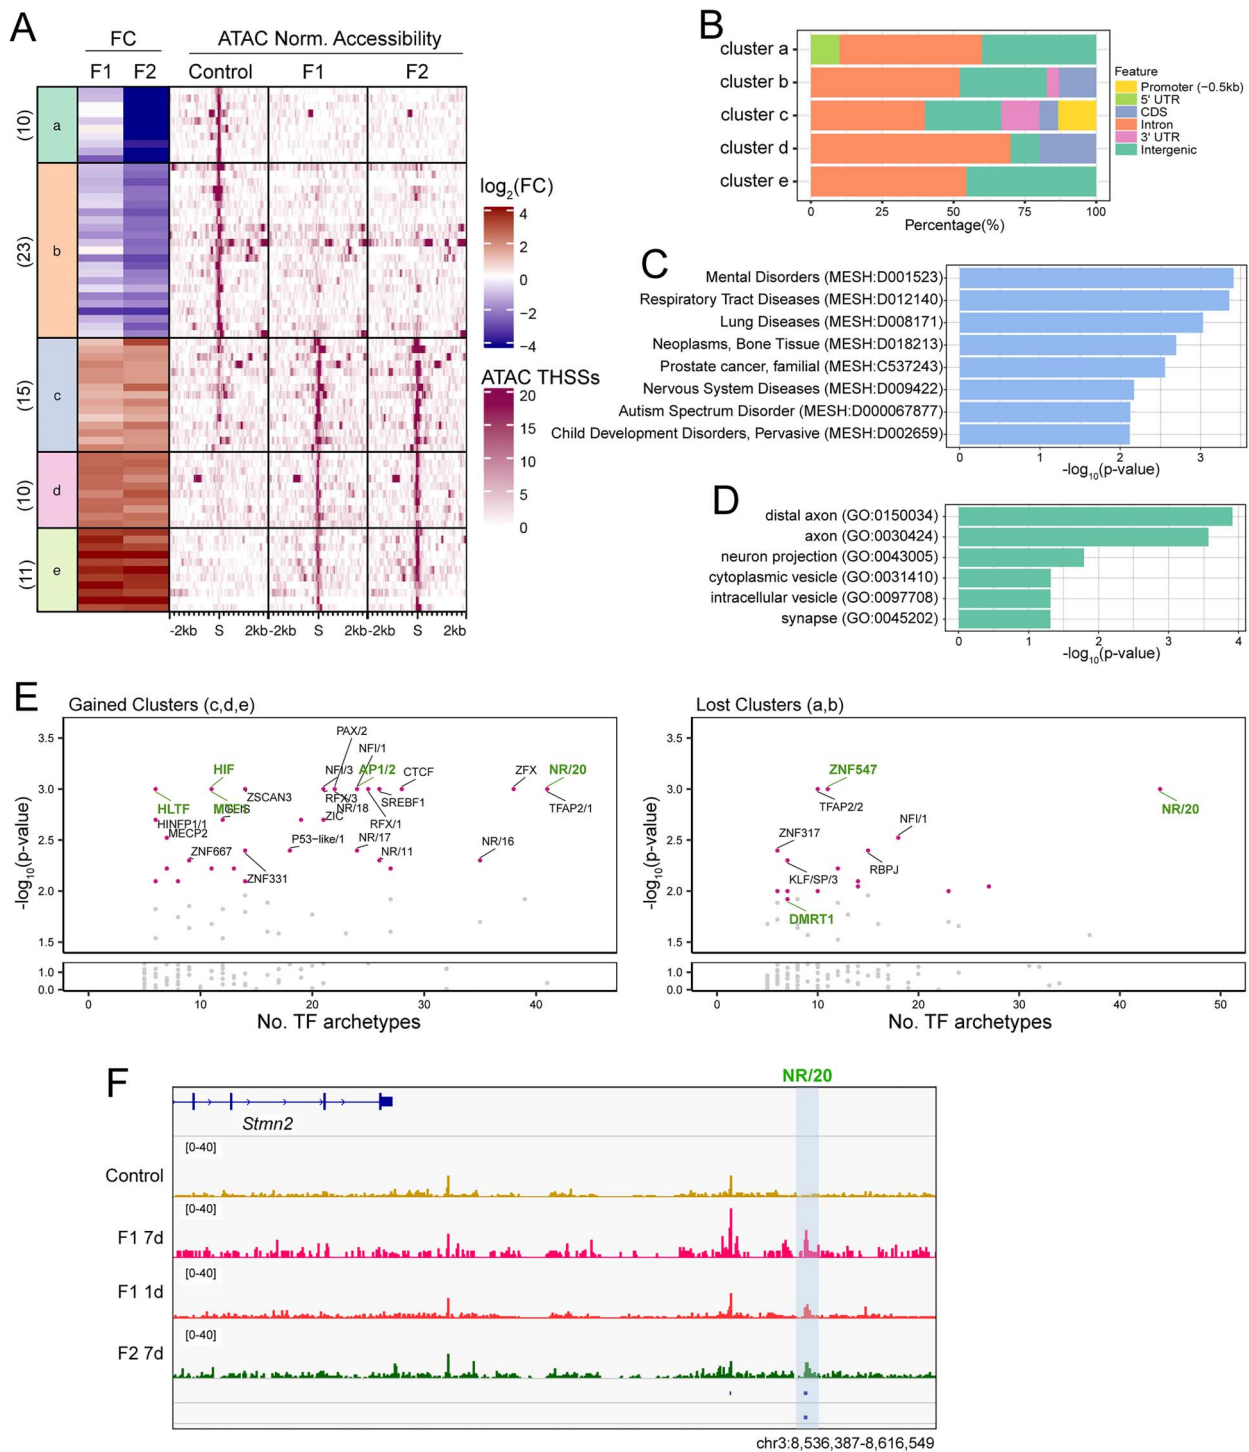 A
FC
ATAC Norm. Accessibility
F1
F2
Control
F1
F2
(10)
a
(23)
b
(15)
c
(10)
d
(11)
e
-2kb
S
2kb
-2kb
S
2kb
-2kb
S
2kb
log2(FC)
4
2
0
−2
−4
ATAC THSSs
20
15
10
5
0
B
cluster a
cluster b
cluster c
cluster d
cluster e
0
25
50
75
100
Percentage(%)
Feature
Promoter (−0.5kb)
5' UTR
CDS
Intron
3' UTR
Intergenic
C
Mental Disorders (MESH:D001523)
Respiratory Tract Diseases (MESH:D012140)
Lung Diseases (MESH:D008171)
Neoplasms, Bone Tissue (MESH:D018213)
Prostate cancer, familial (MESH:C537243)
Nervous System Diseases (MESH:D009422)
Autism Spectrum Disorder (MESH:D000067877)
Child Development Disorders, Pervasive (MESH:D002659)
0
1
2
3
-log10(p-value)
D
distal axon (GO:0150034)
axon (GO:0030424)
neuron projection (GO:0043005)
cytoplasmic vesicle (GO:0031410)
intracellular vesicle (GO:0097708)
synapse (GO:0045202)
0
1
2
3
4
-log10(p-value)
E
Gained Clusters (c,d,e)
-log10(p-value)
3.5
3.0
2.5
2.0
1.5
1.0
0.0
PAX/2
NFI/1
HIF
NFI/3
AP1/2
CTCF
ZFX
NR/20
ZSCAN3
HLTF
RFX/3
SREBF1
TFAP2/1
NR/18
HINFP1/1
ZIC
RFX/1
MECP2
P53−like/1
NR/17
NR/16
ZNF667
NR/11
ZNF331
0
10
20
30
40
No. TF archetypes
Lost Clusters (a,b)
-log10(p-value)
3.5
3.0
2.5
2.0
1.5
1.0
0.0
ZNF547
TFAP2/2
NR/20
NFI/1
ZNF317
RBPJ
KLF/SP/3
DMRT1
0
10
20
30
40
50
No. TF archetypes
F
NR/20
Stmn2
[0-40]
Control
[0-40]
F1 7d
[0-40]
F1 1d
[0-40]
F2 7d
chr3:8,536,387-8,616,549